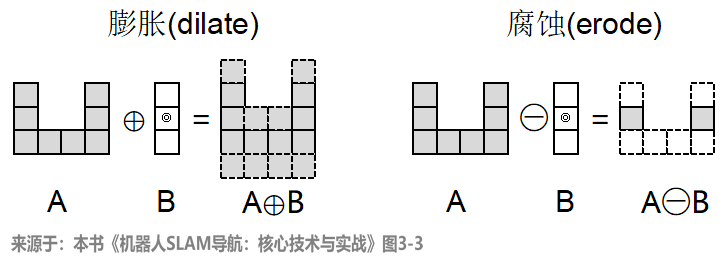 膨胀(dilate) 腐蚀(erode)
⊕ = ⊖ =
A B A⊕B A B A⊖B
来源于：本书《机器人SLAM导航：核心技术与实战》图3-3